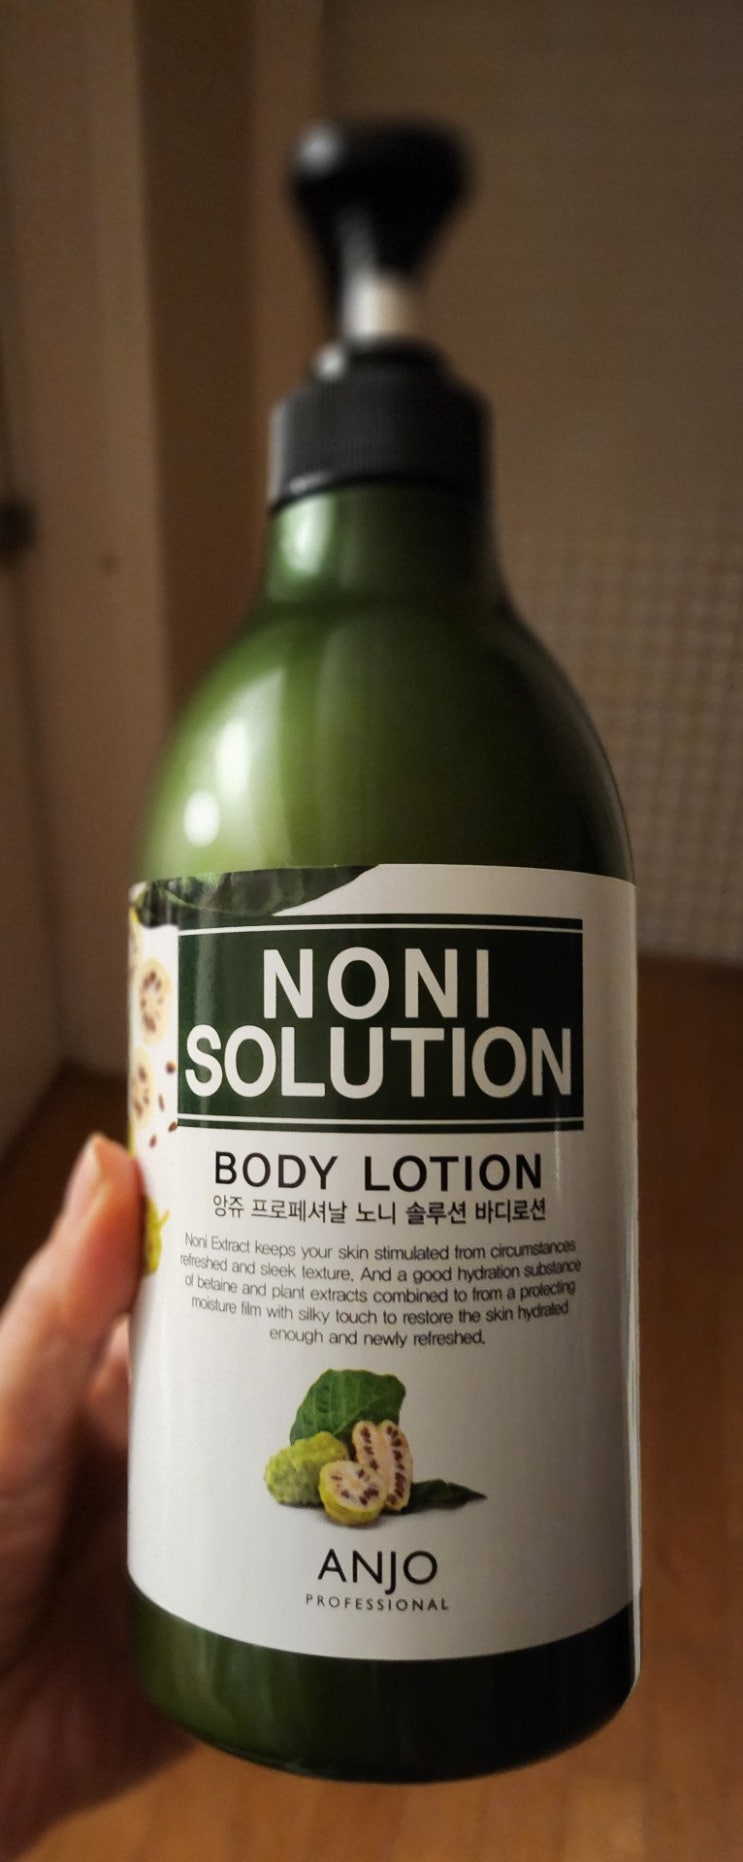 NONI
SOLUTION
BODY LOTION
앙쥬 프로페셔날 노니 솔루션 바디로션
Noni Extract keeps your skin stimulated from circumstances
refreshed and sleek texture. And a good hydration substance
of betaine and plant extracts combined to from a protecting
moisture film with silky touch to restore the skin hydrated
enough and newly refreshed.
ANJO
PROFESSIONAL